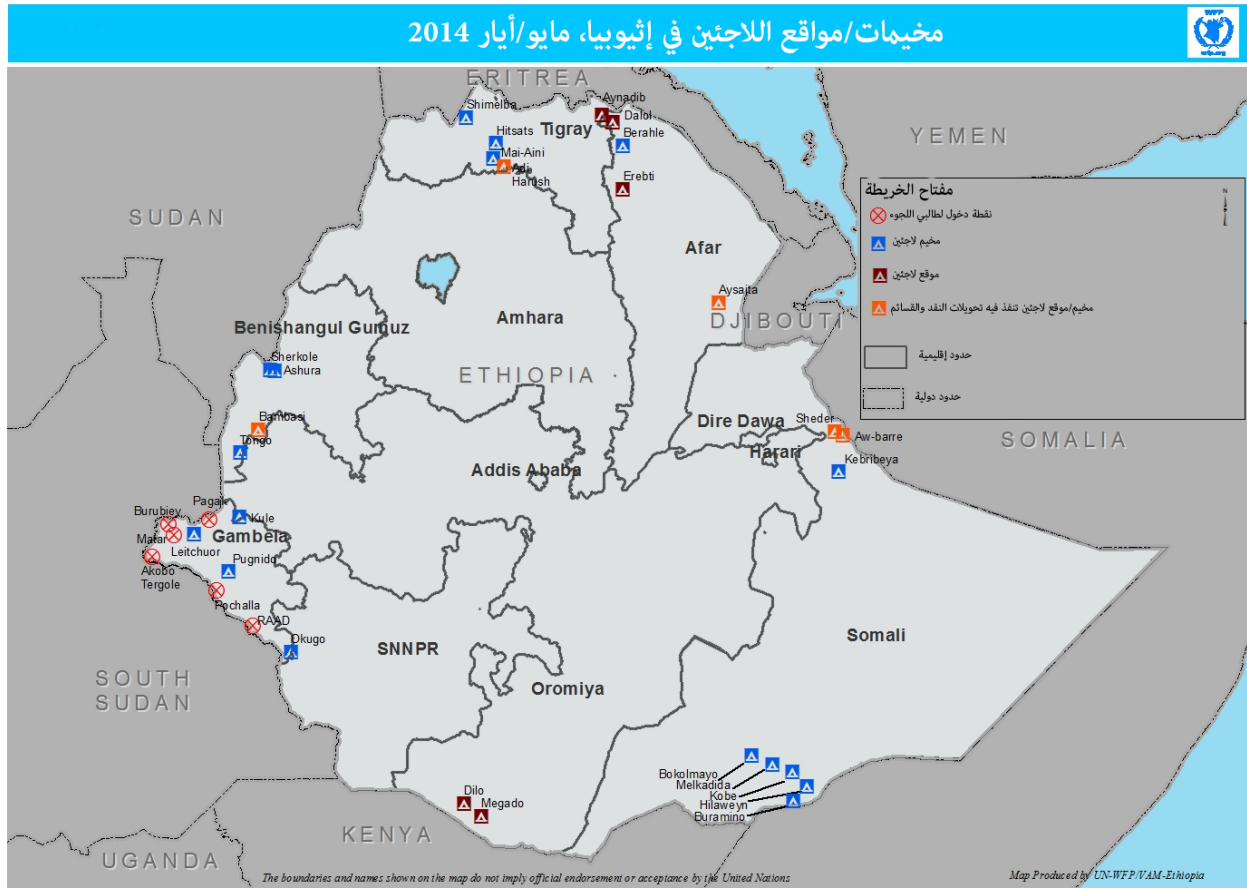 مخيمات/مواقع اللاجئين في إثيوبيا، مايو/أيار 2014
WFP
wfp.org
ERITREA
Shimelba
Aynadib
Tigray
Dalol
Hitsats
Berahle
YEMEN
Mai-Aini
Adi
Harush
Erebti
مفتاح الخريطة
N
نقطة دخول لطالبي اللجوء
مخيم لاجئين
موقع لاجئين
مخيم/موقع لاجئين تنفذ فيه تحويلات النقد والقسائم
حدود إقليمية
حدود دولية
SUDAN
Afar
Aysaita
DJIBOUTI
Amhara
Benishangul Gumuz
Sherkole
Ashura
ETHIOPIA
Bambasi
Tongo
Dire Dawa
Sheder
Aw-barre
SOMALIA
Harari
Kebribeya
Addis Ababa
Pagak
Burubiey
Kule
Matar
Gambela
Leitchuor
Akobo
Tergole
Pugnido
Pochalla
RAAD
Okugo
SNNPR
Somali
SOUTH
SUDAN
Oromiya
Bokolmayo
Melkadida
Kobe
Hilaweyn
Buramino
Dilo
Megado
KENYA
UGANDA
The boundaries and names shown on the map do not imply official endorsement or acceptance by the United Nations
Map Produced by UN-WFP/VAM-Ethiopia